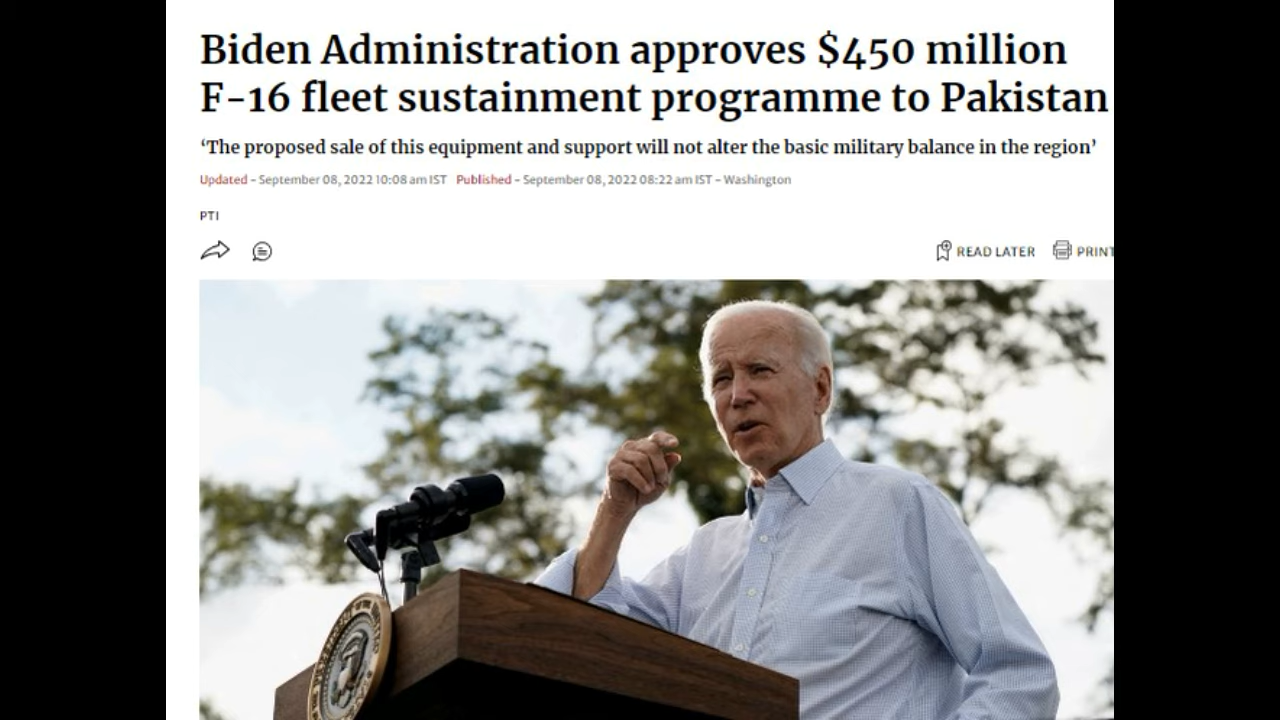 Biden Administration approves $450 million
F-16 fleet sustainment programme to Pakistan
‘The proposed sale of this equipment and support will not alter the basic military balance in the region’
Updated - September 08, 2022 10:08 am IST Published - September 08, 2022 08:22 am IST - Washington
PTI
READ LATER PRINT